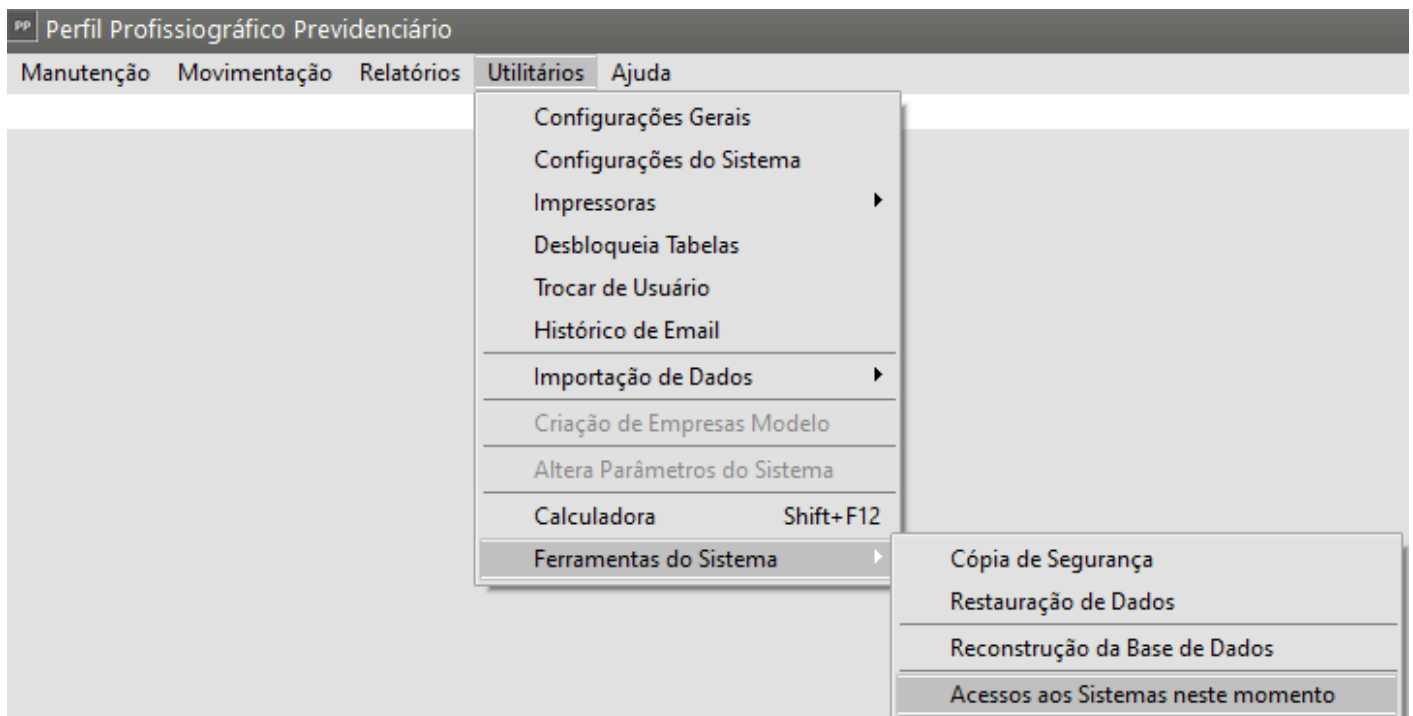 PP Perfil Profissiográfico Previdenciário
Manutenção Movimentação Relatórios Utilitários Ajuda
Configurações Gerais
Configurações do Sistema
Impressoras
Desbloqueia Tabelas
Trocar de Usuário
Histórico de Email
Importação de Dados
Criação de Empresas Modelo
Altera Parâmetros do Sistema
Calculadora Shift+F12
Ferramentas do Sistema
Cópia de Segurança
Restauração de Dados
Reconstrução da Base de Dados
Acessos aos Sistemas neste momento